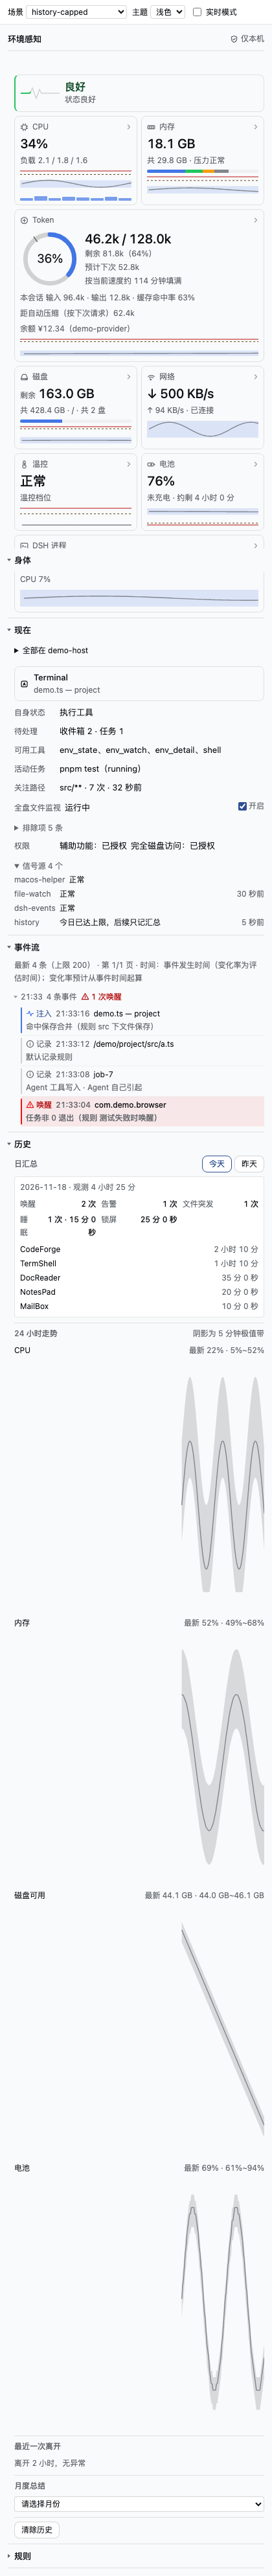 场景 history-capped 主题 浅色 实时模式
环境感知 仅本机
良好
状态良好
CPU
34%
负载 2.1 / 1.8 / 1.6
内存
18.1 GB
共 29.8 GB · 压力正常
Token
36%
46.2k / 128.0k
剩余 81.8k（64%）
预计下次 52.8k
按当前速度约 114 分钟填满
本会话 输入 96.4k · 输出 12.8k · 缓存命中率 63%
距自动压缩（按下次请求）62.4k
余额 ¥12.34（demo-provider）
磁盘
剩余 163.0 GB
共 428.4 GB · / · 共 2 盘
网络
↓ 500 KB/s
↑ 94 KB/s · 已连接
温控
正常
温控档位
电池
76%
未充电 · 约剩 4 小时 0 分
DSH 进程
身体
CPU 7%
现在
全部在 demo-host
Terminal
demo.ts — project
自身状态 执行工具
待处理 收件箱 2 · 任务 1
可用工具 env_state、env_watch、env_detail、shell
活动任务 pnpm test（running）
关注路径 src/** · 7 次 · 32 秒前
全盘文件监视 运行中 开启
排除项 5 条
权限 辅助功能：已授权 完全磁盘访问：已授权
信号源 4 个
macos-helper 正常
file-watch 正常 30 秒前
dsh-events 正常
history 今日已达上限，后续只记汇总 5 秒前
事件流
最新 4 条（上限 200） · 第 1/1 页 · 时间：事件发生时间（变化率为评
估时间）；变化率预计从事件时间起算
21:33 4 条事件 1 次唤醒
注入 21:33:16 demo.ts — project
命中保存合并（规则 src 下文件保存）
记录 21:33:12 /demo/project/src/a.ts
默认记录规则
记录 21:33:08 job-7
Agent 工具写入 · Agent 自己引起
唤醒 21:33:04 com.demo.browser
任务非 0 退出（规则 测试失败时唤醒）
历史
日汇总 今天 昨天
2026-11-18 · 观测 4 小时 25 分
唤醒 2 次 告警 1 次 文件突发 1 次
睡眠 1 次 · 15 分 0 秒 锁屏 25 分 0 秒
CodeForge 2 小时 10 分
TermShell 1 小时 10 分
DocReader 35 分 0 秒
NotesPad 20 分 0 秒
MailBox 10 分 0 秒
24 小时走势 阴影为 5 分钟极值带
CPU 最新 22% · 5%~52%
内存 最新 52% · 49%~68%
磁盘可用 最新 44.1 GB · 44.0 GB~46.1 GB
电池 最新 69% · 61%~94%
最近一次离开
离开 2 小时，无异常
月度总结
请选择月份
清除历史
规则